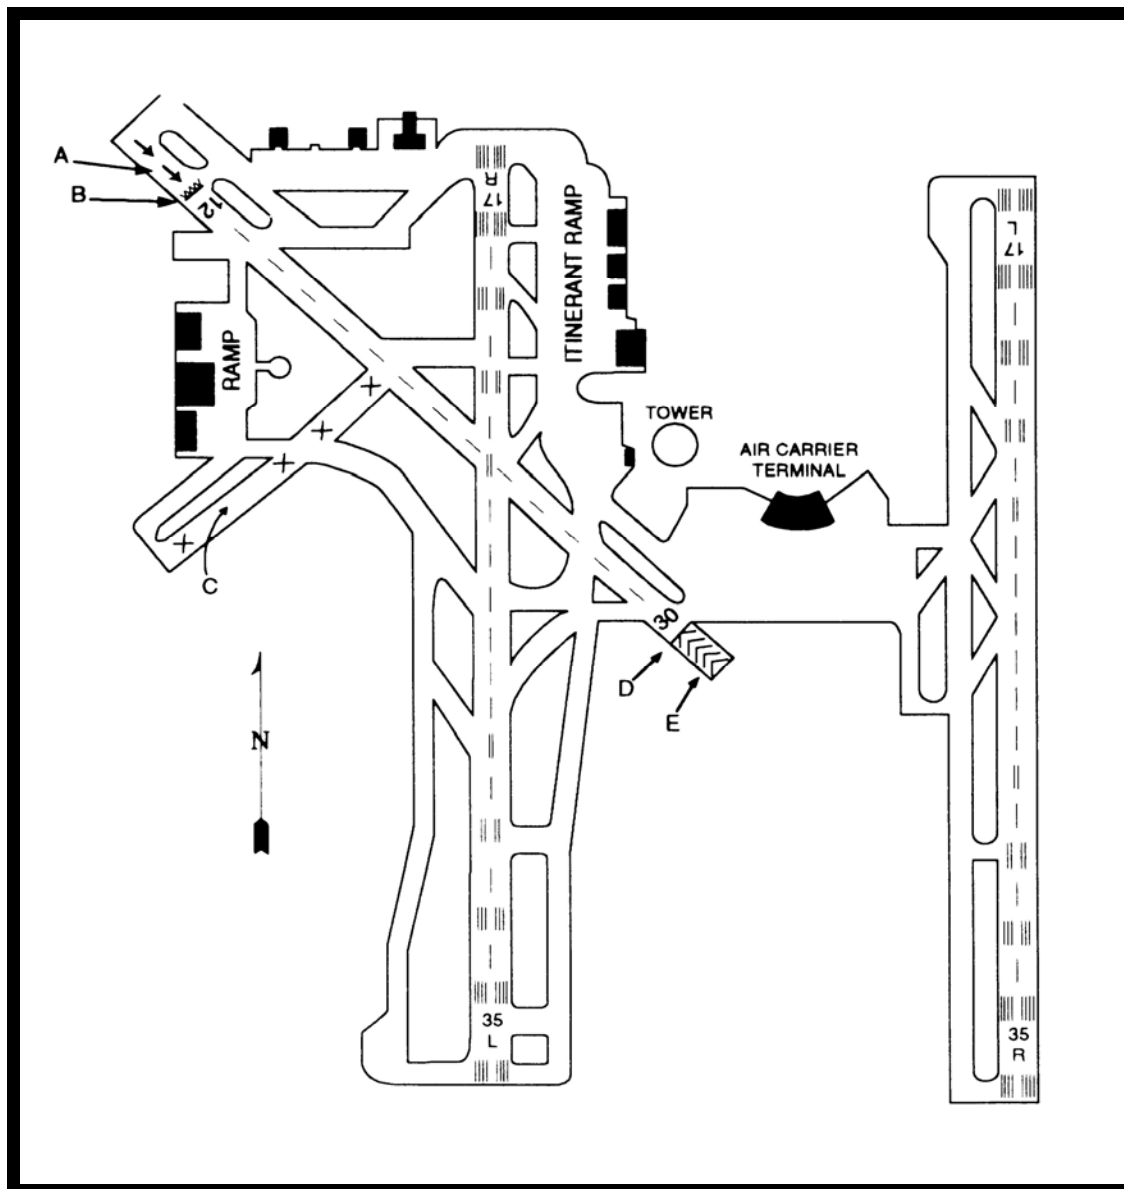 A
B
12
R
17
ITINERANT RAMP
L
17
RAMP
TOWER
AIR CARRIER
TERMINAL
C
30
D
E
N
35
L
35
R